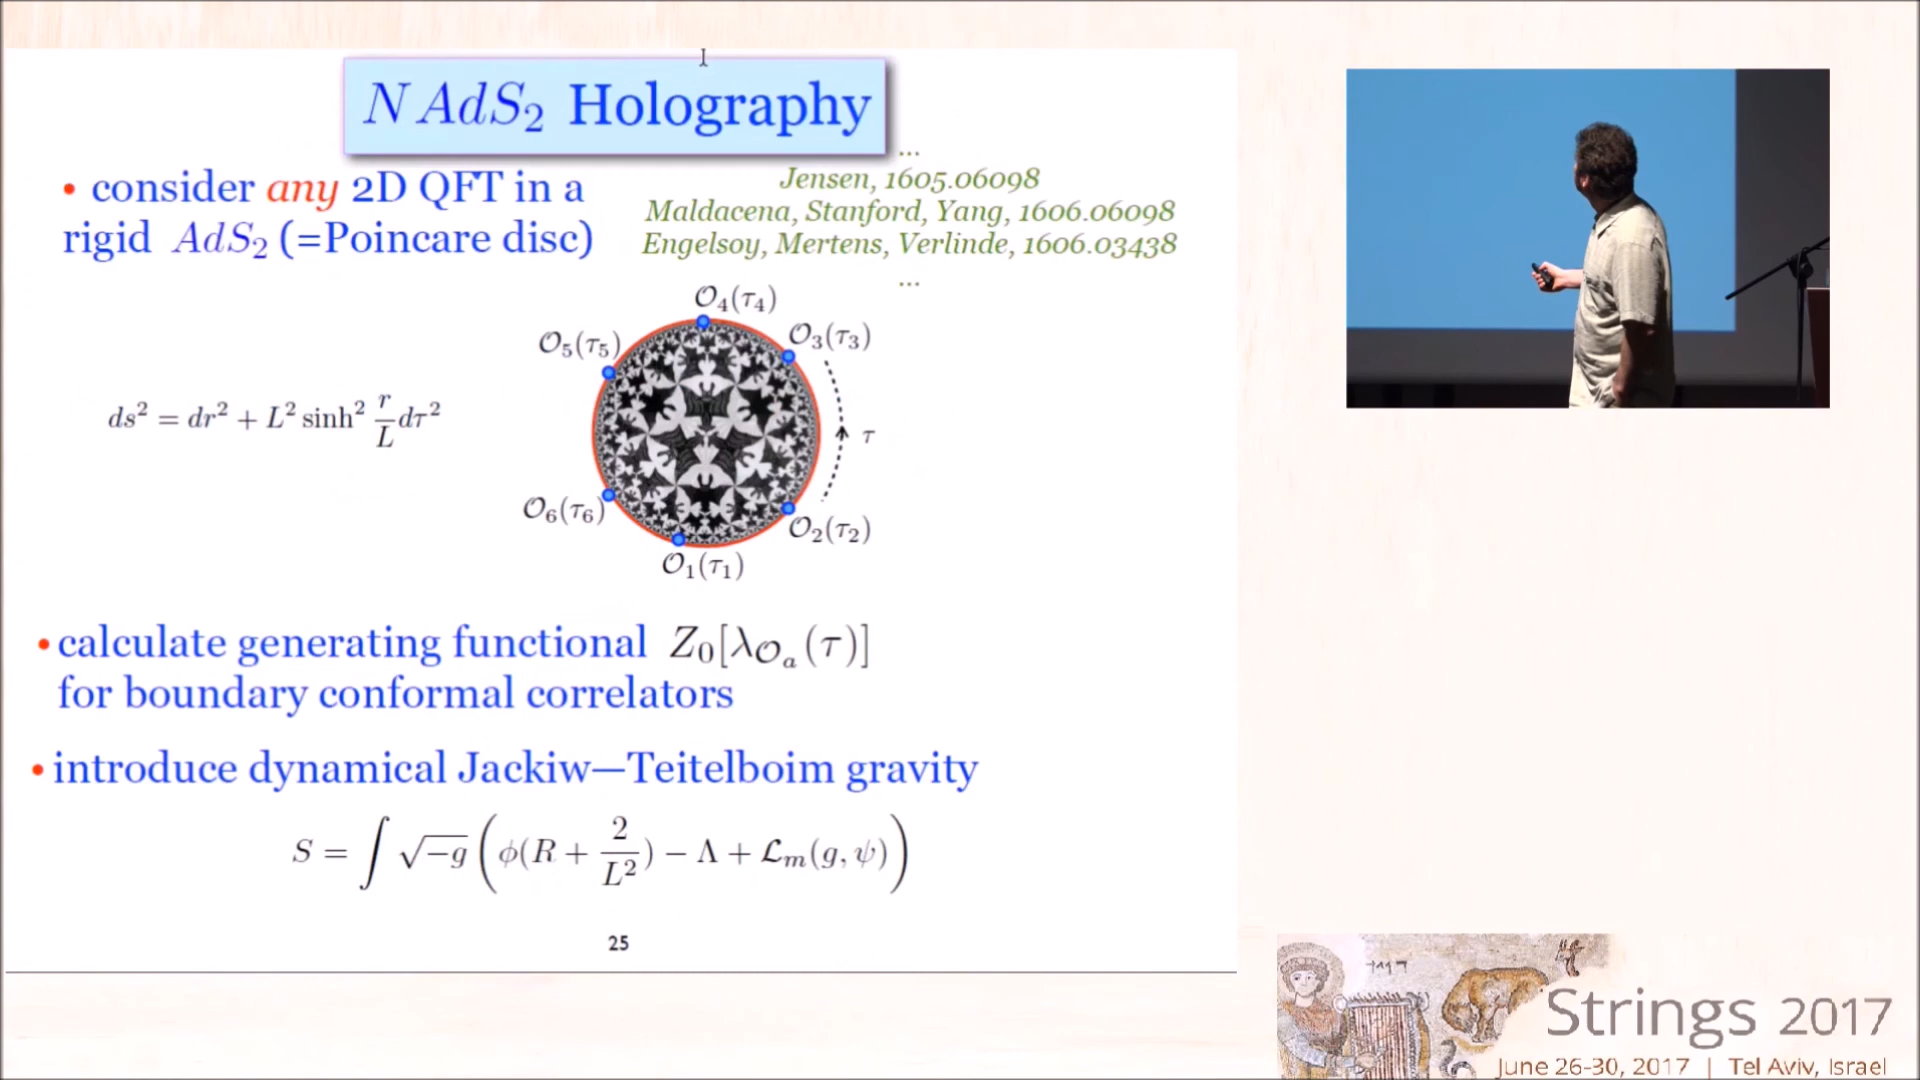 NAdS₂ Holography
...
Jensen, 1605.06098
Maldacena, Stanford, Yang, 1606.06098
Engelsoy, Mertens, Verlinde, 1606.03438
...
• consider any 2D QFT in a
rigid AdS₂ (=Poincare disc)
O₄(τ₄)
O₅(τ₅)
O₃(τ₃)
ds² = dr² + L² sinh² r/L dτ²
τ
O₆(τ₆)
O₂(τ₂)
O₁(τ₁)
• calculate generating functional Z₀[λ_{Oₐ}(τ)]
for boundary conformal correlators
• introduce dynamical Jackiw—Teitelboim gravity
S = ∫ √−g (ϕ(R + 2/L²) − Λ + ℒₘ(g, ψ))
25
Strings 2017
June 26-30, 2017 | Tel Aviv, Israel